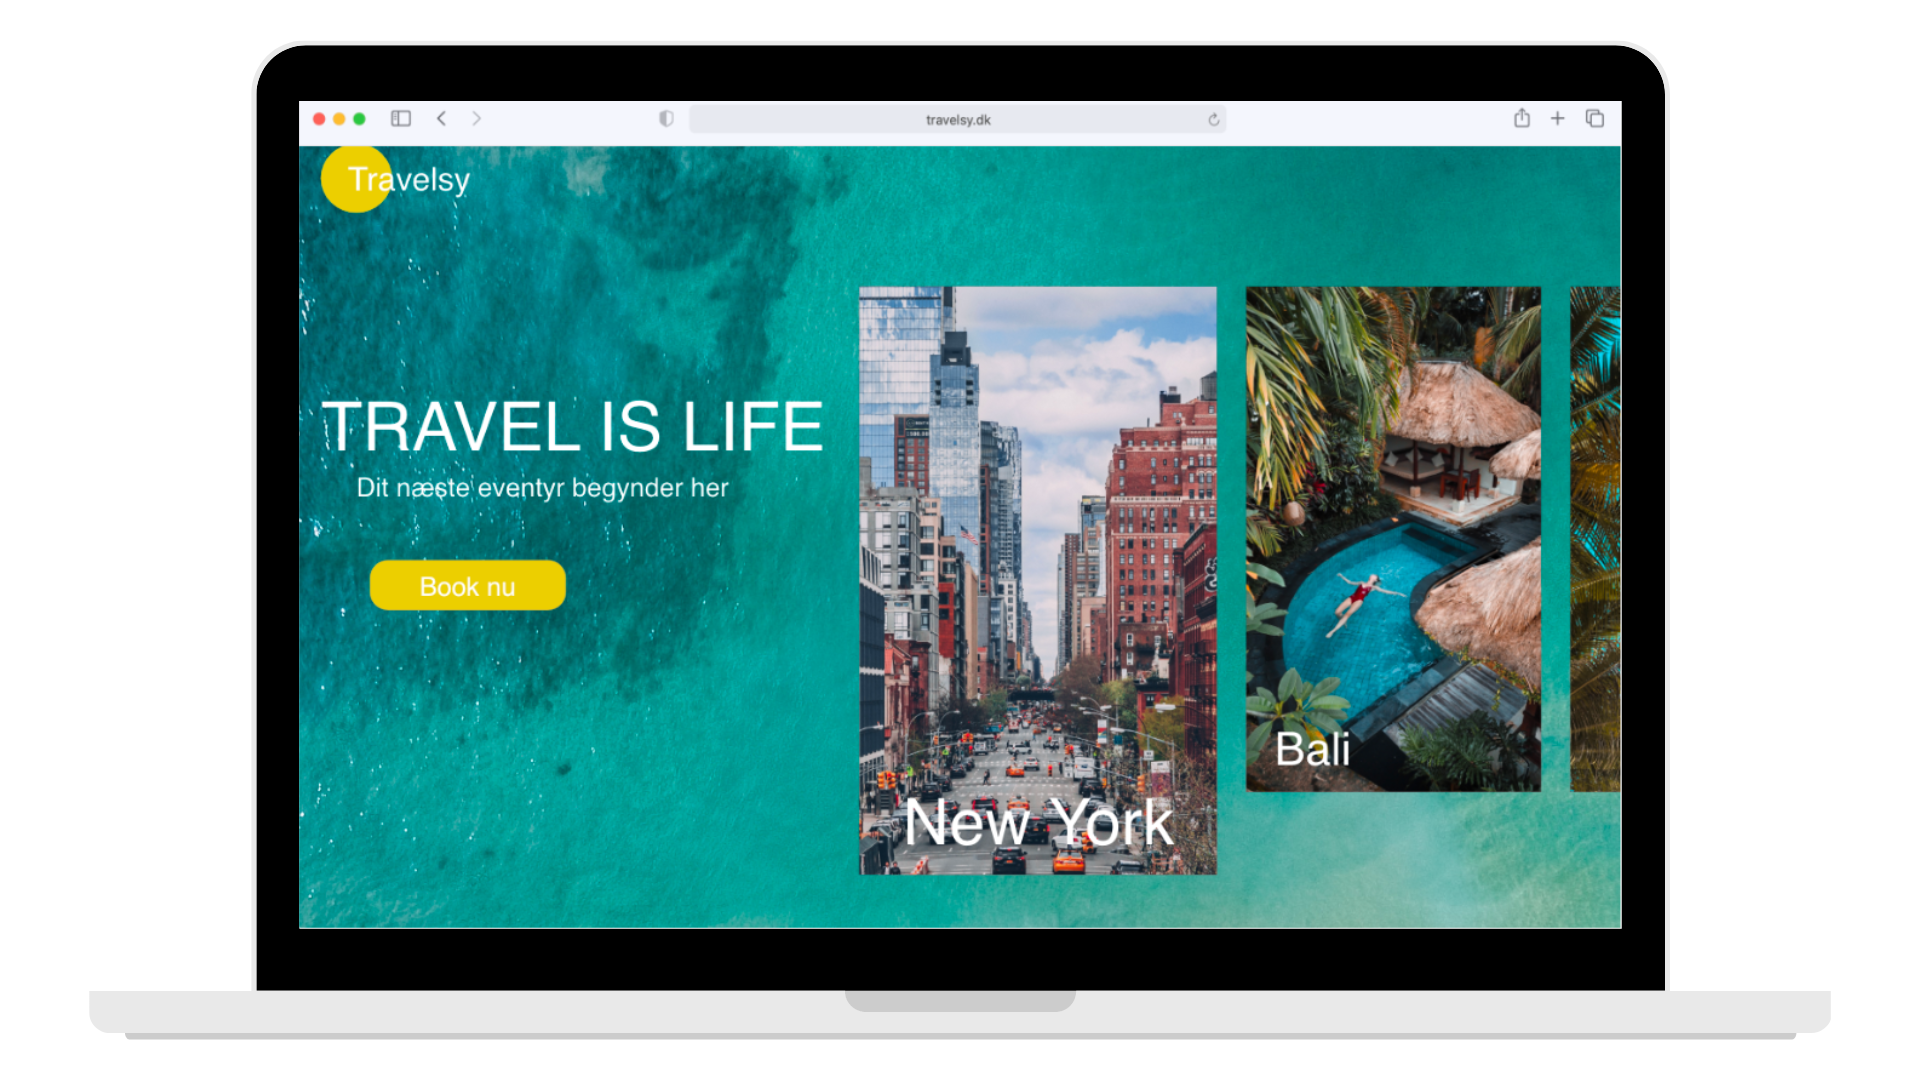 travelsy.dk
Travelsy
TRAVEL IS LIFE
Dit næste eventyr begynder her
Book nu
New York
Bali